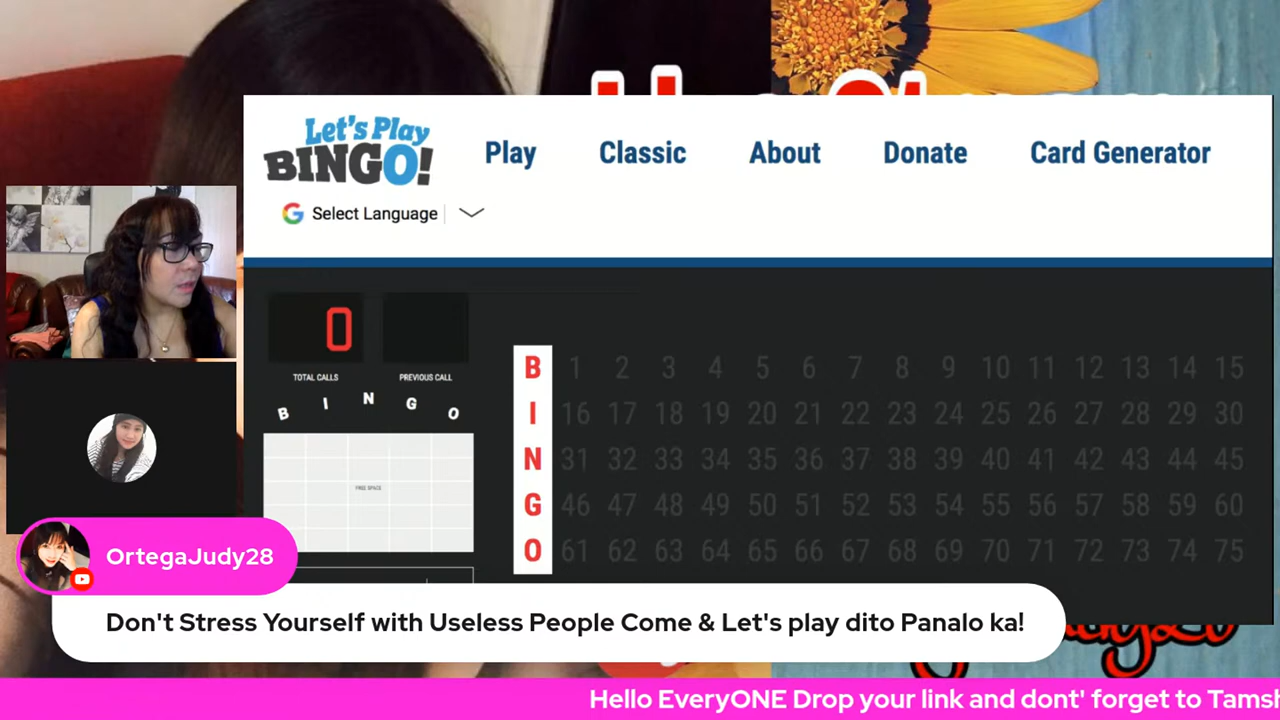 Let's Play
BINGO!
Play Classic About Donate Card Generator
Select Language
0
TOTAL CALLS PREVIOUS CALL
B I N G O
FREE SPACE
B 1 2 3 4 5 6 7 8 9 10 11 12 13 14 15
I 16 17 18 19 20 21 22 23 24 25 26 27 28 29 30
N 31 32 33 34 35 36 37 38 39 40 41 42 43 44 45
G 46 47 48 49 50 51 52 53 54 55 56 57 58 59 60
O 61 62 63 64 65 66 67 68 69 70 71 72 73 74 75
OrtegaJudy28
Don't Stress Yourself with Useless People Come & Let's play dito Panalo ka!
Hello EveryONE Drop your link and dont' forget to Tamsh